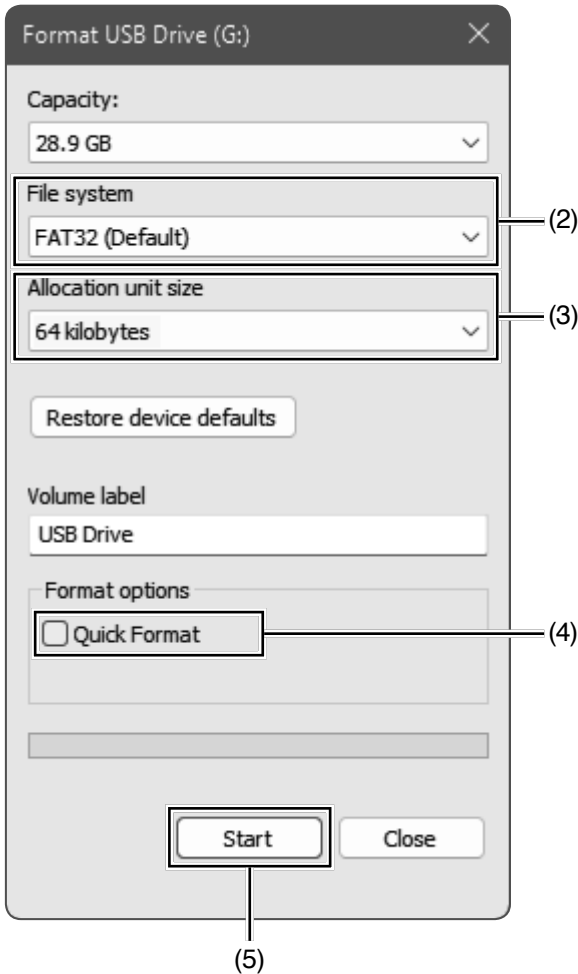 Format USB Drive (G:)
Capacity:
28.9 GB
File system
FAT32 (Default)
(2)
Allocation unit size
64 kilobytes
(3)
Restore device defaults
Volume label
USB Drive
Format options
Quick Format
(4)
Start
Close
(5)